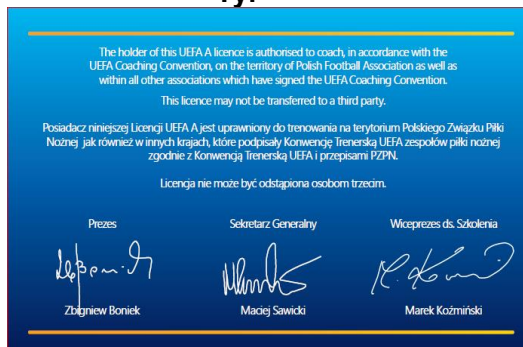 The holder of this UEFA A licence is authorised to coach, in accordance with the
UEFA Coaching Convention, on the territory of Polish Football Association as well as
within all other associations which have signed the UEFA Coaching Convention.
This licence may not be transferred to a third party.
Posiadacz niniejszej Licencji UEFA A jest uprawniony do trenowania na terytorium Polskiego Związku Piłki
Nożnej jak również w innych krajach, które podpisały Konwencję Trenerską UEFA zespołów piłki nożnej
zgodnie z Konwencją Trenerską UEFA i przepisami PZPN.
Licencja nie może być odstąpiona osobom trzecim.
Prezes Sekretarz Generalny Wiceprezes ds. Szkolenia
Zbigniew Boniek Maciej Sawicki Marek Koźmiński